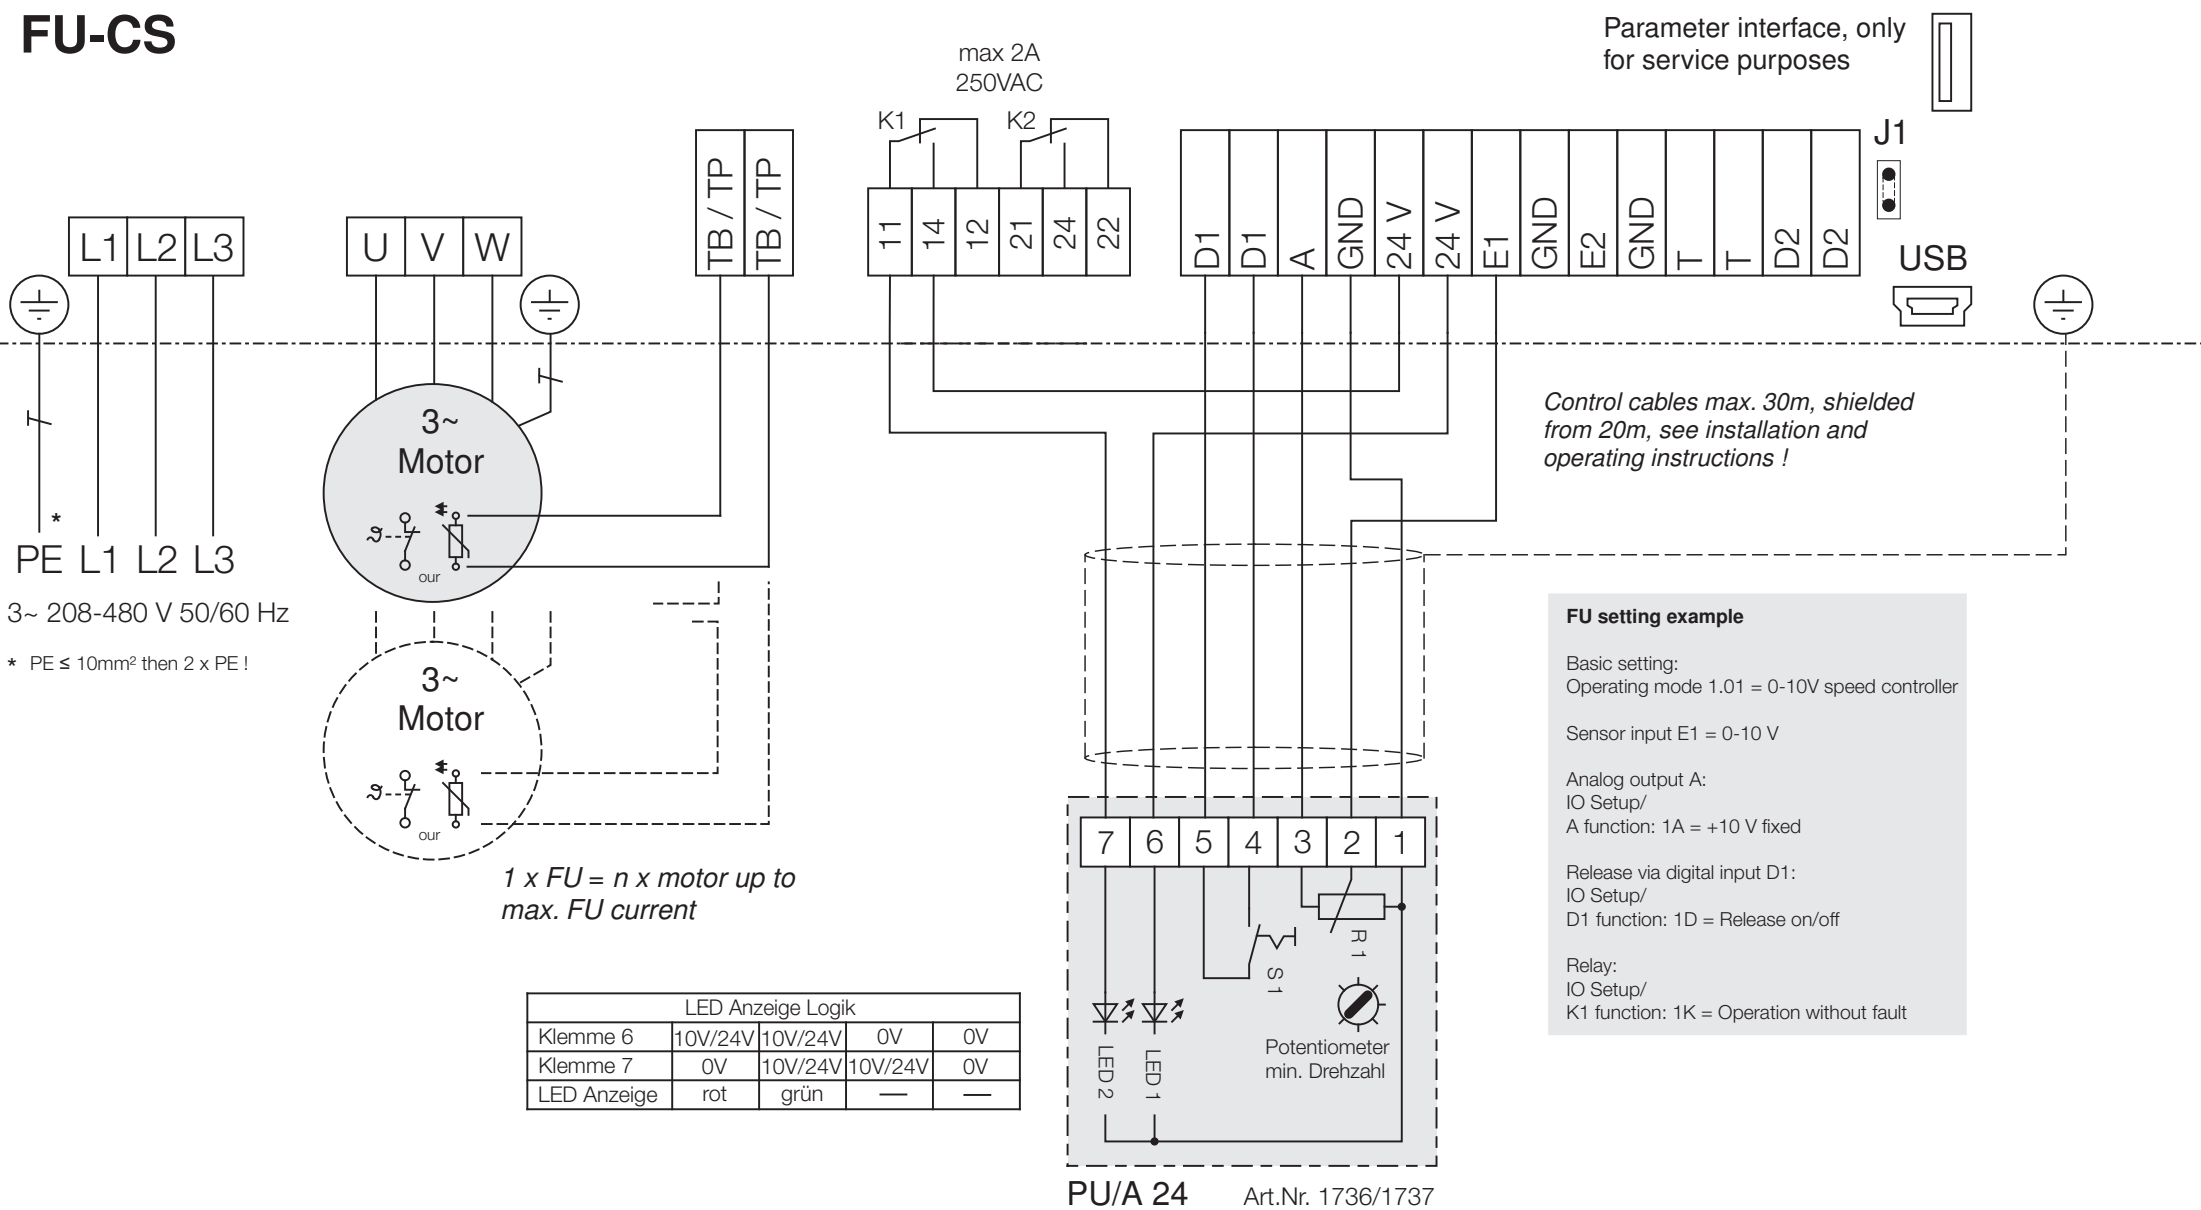 FU-CS
max 2A
250VAC
Parameter interface, only
for service purposes
K1
K2
J1
L1 L2 L3
U V W
TB / TP
TB / TP
11 14 12 21 24 22
D1 D1 A GND 24 V 24 V E1 GND E2 GND T T D2 D2
USB
3~
Motor
our
*
PE L1 L2 L3
3~ 208-480 V 50/60 Hz
* PE ≤ 10mm² then 2 x PE !
3~
Motor
our
1 x FU = n x motor up to
max. FU current
Control cables max. 30m, shielded
from 20m, see installation and
operating instructions !
FU setting example
Basic setting:
Operating mode 1.01 = 0-10V speed controller
Sensor input E1 = 0-10 V
Analog output A:
IO Setup/
A function: 1A = +10 V fixed
Release via digital input D1:
IO Setup/
D1 function: 1D = Release on/off
Relay:
IO Setup/
K1 function: 1K = Operation without fault
7 6 5 4 3 2 1
R 1
S 1
LED 2
LED 1
Potentiometer
min. Drehzahl
LED Anzeige Logik
Klemme 6 10V/24V 10V/24V 0V 0V
Klemme 7 0V 10V/24V 10V/24V 0V
LED Anzeige rot grün — —
PU/A 24 Art.Nr. 1736/1737